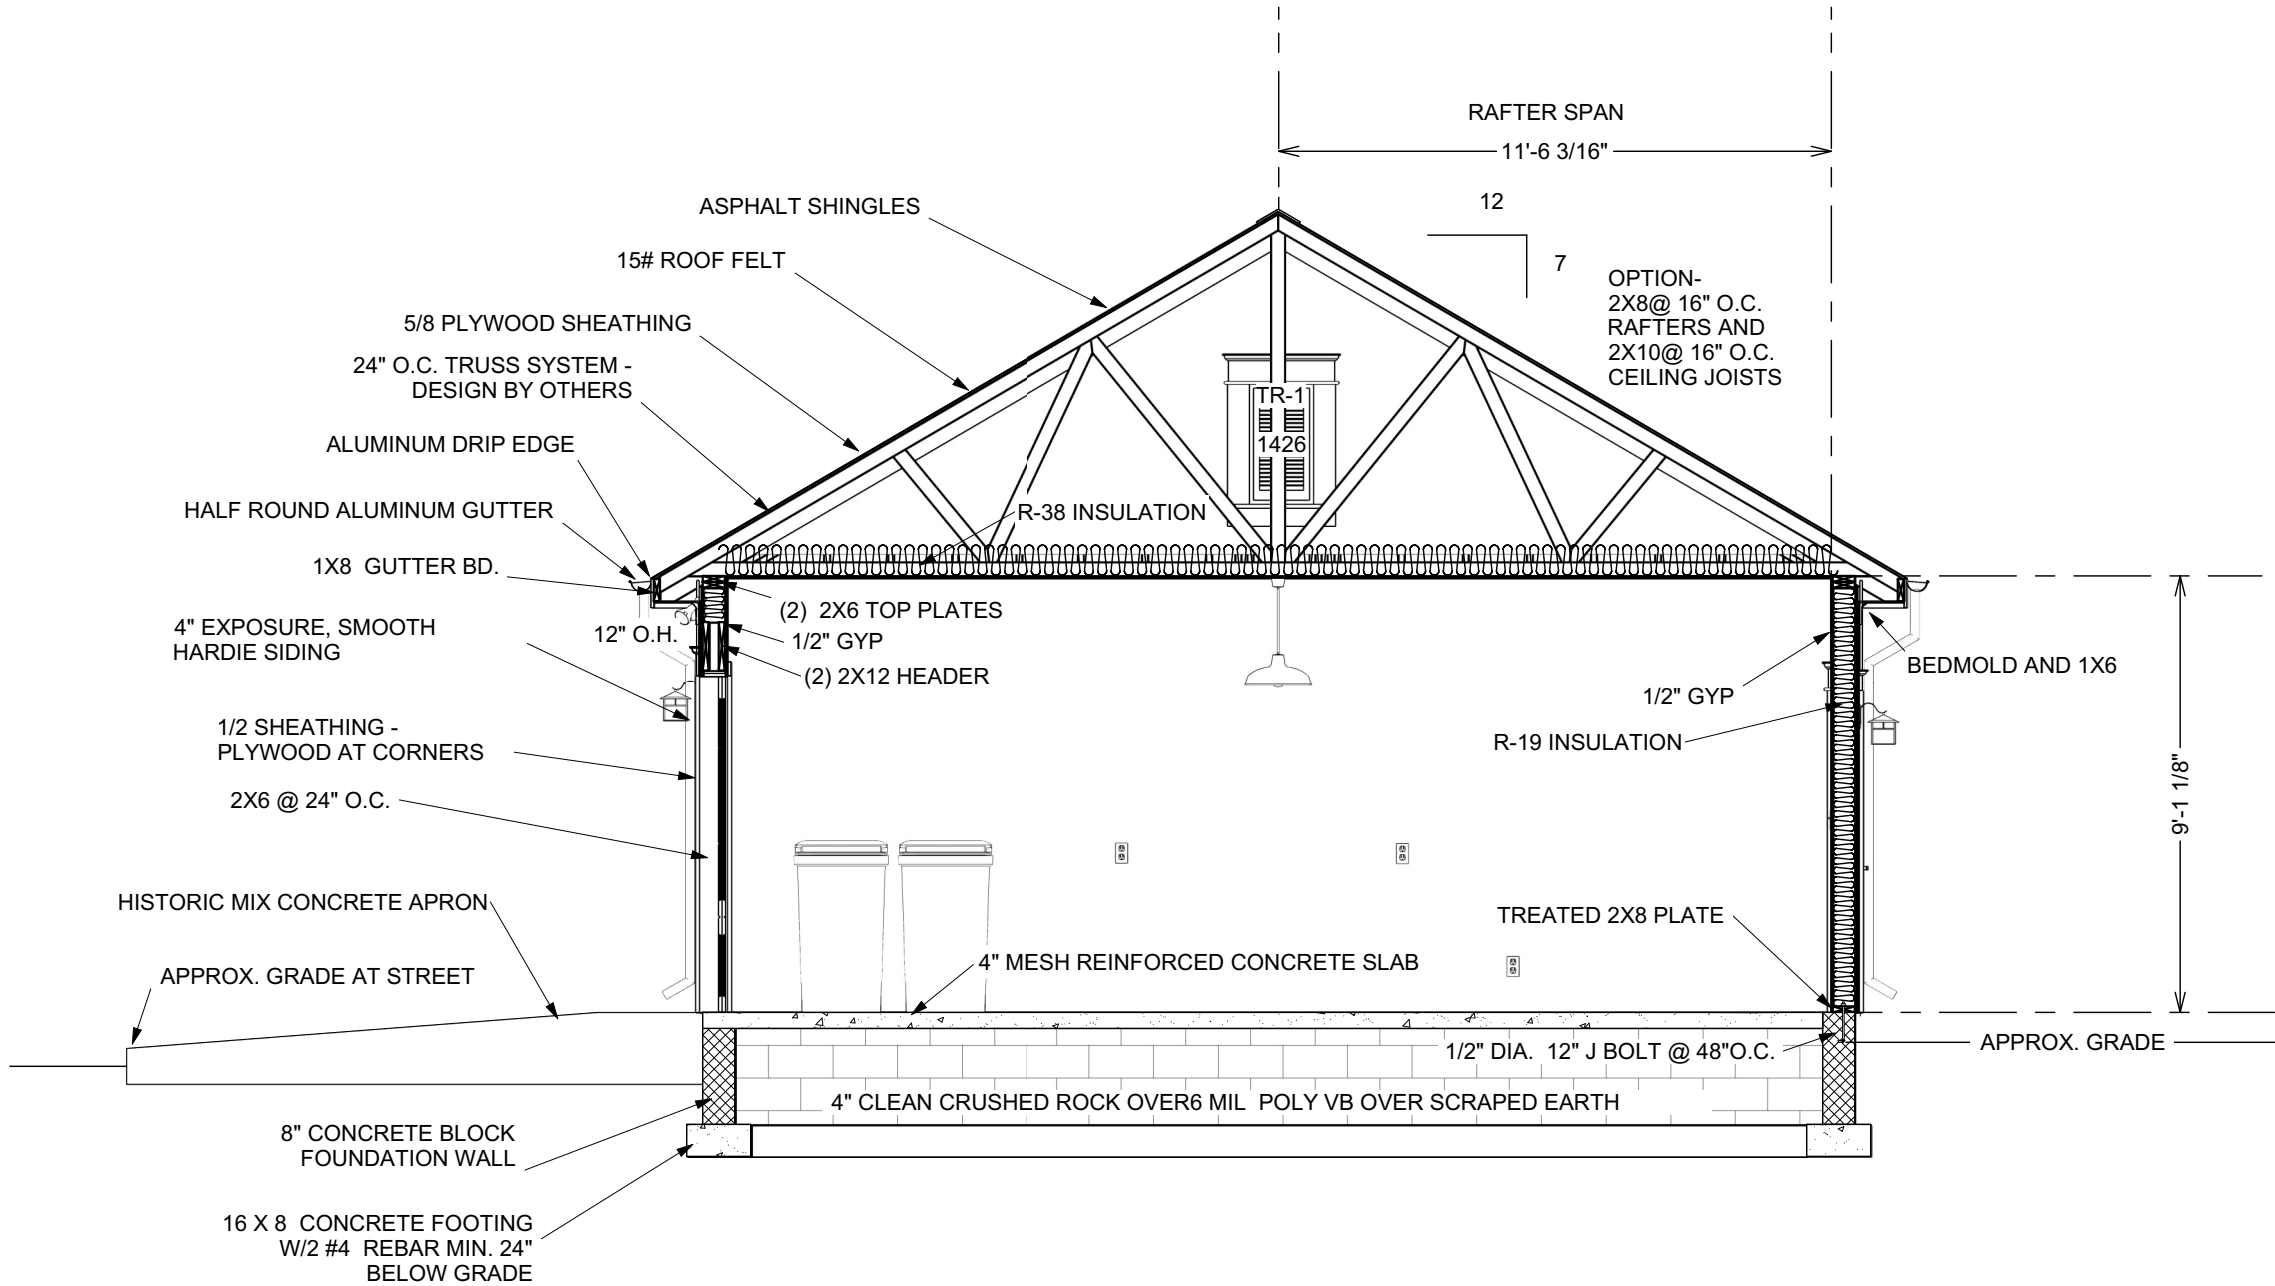 RAFTER SPAN
11'-6 3/16"
12
7
ASPHALT SHINGLES
15# ROOF FELT
5/8 PLYWOOD SHEATHING
24" O.C. TRUSS SYSTEM -
DESIGN BY OTHERS
ALUMINUM DRIP EDGE
HALF ROUND ALUMINUM GUTTER
1X8  GUTTER BD.
4" EXPOSURE, SMOOTH
HARDIE SIDING
12" O.H.
1/2 SHEATHING -
PLYWOOD AT CORNERS
2X6 @ 24" O.C.
HISTORIC MIX CONCRETE APRON
APPROX. GRADE AT STREET
8" CONCRETE BLOCK
FOUNDATION WALL
16 X 8  CONCRETE FOOTING
W/2 #4  REBAR MIN. 24"
BELOW GRADE
OPTION-
2X8@ 16" O.C.
RAFTERS AND
2X10@ 16" O.C.
CEILING JOISTS
TR-1
1426
R-38 INSULATION
(2)  2X6 TOP PLATES
1/2" GYP
(2) 2X12 HEADER
BEDMOLD AND 1X6
1/2" GYP
R-19 INSULATION
9'-1 1/8"
TREATED 2X8 PLATE
4" MESH REINFORCED CONCRETE SLAB
1/2" DIA.  12" J BOLT @ 48"O.C.
APPROX. GRADE
4" CLEAN CRUSHED ROCK OVER6 MIL  POLY VB OVER SCRAPED EARTH